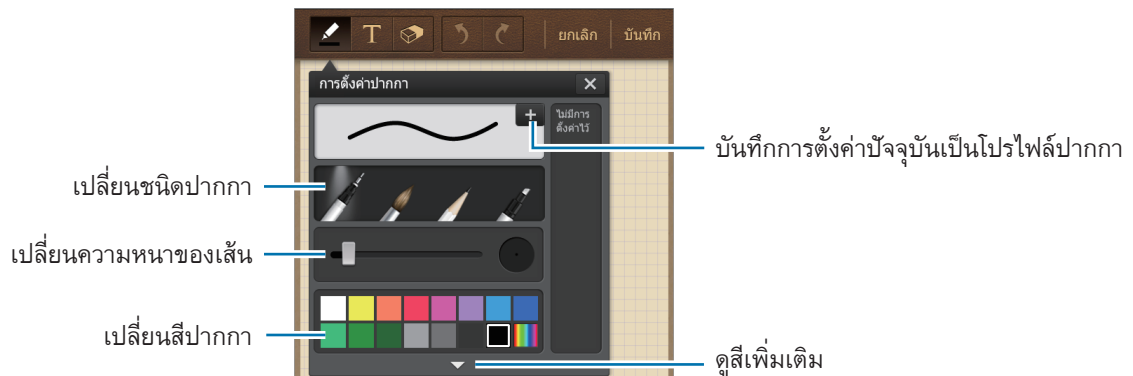 T
ยกเลิก
บันทึก
การตั้งค่าปากกา
ไม่มีการ
ตั้งค่าไว้
บันทึกการตั้งค่าปัจจุบันเป็นโปรไฟล์ปากกา
เปลี่ยนชนิดปากกา
เปลี่ยนความหนาของเส้น
เปลี่ยนสีปากกา
ดูสีเพิ่มเติม